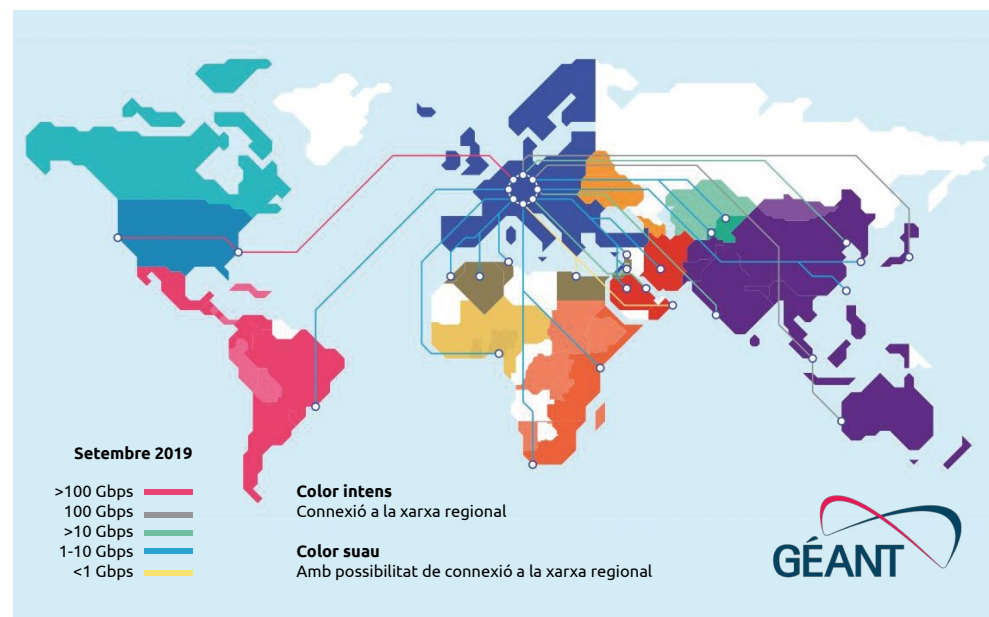 Setembre 2019
>100 Gbps
100 Gbps
>10 Gbps
1-10 Gbps
<1 Gbps
Color intens
Connexió a la xarxa regional
Color suau
Amb possibilitat de connexió a la xarxa regional
GÉANT